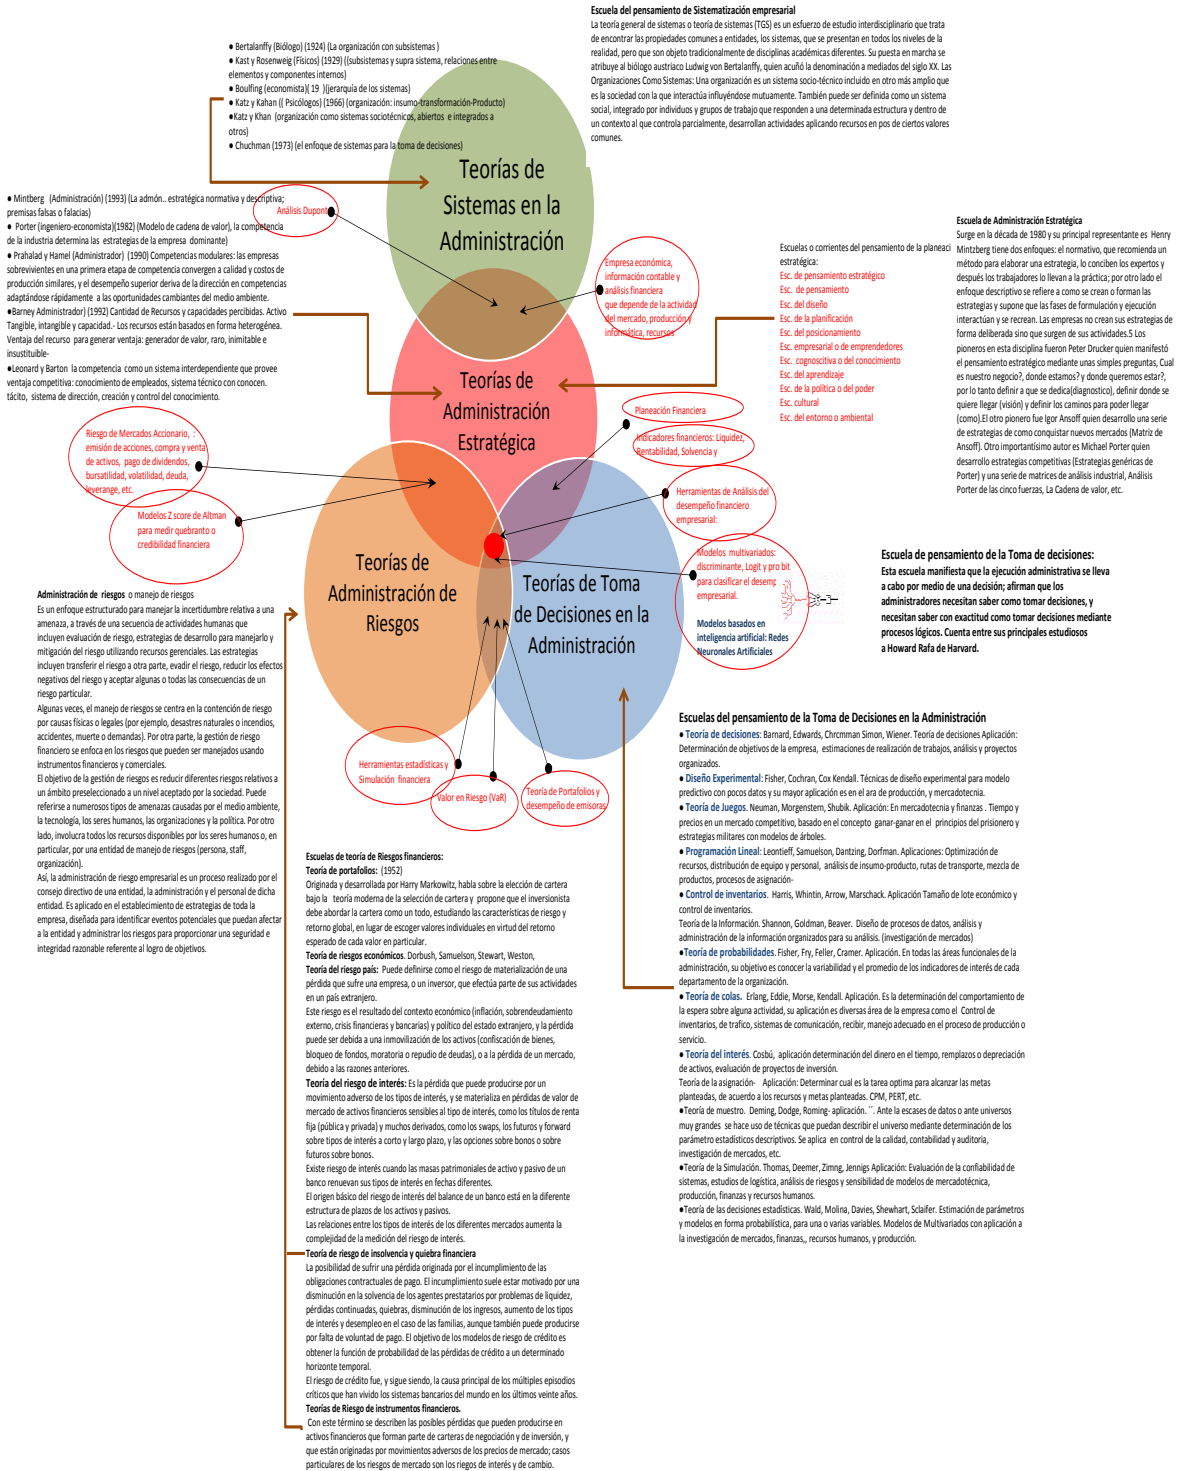 Escuela del pensamiento de Sistematización empresarial
La teoría general de sistemas o teoría de sistemas (TGS) es un esfuerzo de estudio interdisciplinario que trata
de encontrar las propiedades comunes a entidades, los sistemas, que se presentan en todos los niveles de la
realidad, pero que son objeto tradicionalmente de disciplinas académicas diferentes. Su puesta en marcha se
atribuye al biólogo austriaco Ludwig von Bertalanffy, quien acuñó la denominación a mediados del siglo XX. Las
Organizaciones Como Sistemas: Una organización es un sistema socio-técnico incluido en otro más amplio que
es la sociedad con la que interactúa influyéndose mutuamente. También puede ser definida como un sistema
social, integrado por individuos y grupos de trabajo que responden a una determinada estructura y dentro de
un contexto al que controla parcialmente, desarrollan actividades aplicando recursos en pos de ciertos valores
comunes.
● Bertalanffy (Biólogo) (1924) (La organización con subsistemas )
● Kast y Rosenweig (Físicos) (1929) ((subsistemas y supra sistema, relaciones entre
elementos y componentes internos)
● Boulfing (economista)( 19 )(jerarquía de los sistemas)
● Katz y Kahan (( Psicólogos) (1966) (organización: insumo-transformación-Producto)
●Katz y Khan (organización como sistemas sociotécnicos, abiertos e integrados a
otros)
● Chuchman (1973) (el enfoque de sistemas para la toma de decisiones)
Teorías de
Sistemas en la
Administración
● Mintberg (Administración) (1993) (La admón.. estratégica normativa y descriptiva;
premisas falsas o falacias)
● Porter (ingeniero-economista)(1982) (Modelo de cadena de valor), la competencia
de la industria determina las estrategias de la empresa dominante)
● Prahalad y Hamel (Administrador) (1990) Competencias modulares: las empresas
sobrevivientes en una primera etapa de competencia convergen a calidad y costos de
producción similares, y el desempeño superior deriva de la dirección en competencias
adaptándose rápidamente a las oportunidades cambiantes del medio ambiente.
●Barney Administrador) (1992) Cantidad de Recursos y capacidades percibidas. Activo
Tangible, intangible y capacidad.- Los recursos están basados en forma heterogénea.
Ventaja del recurso para generar ventaja: generador de valor, raro, inimitable e
insustituible-
●Leonard y Barton la competencia como un sistema interdependiente que provee
ventaja competitiva: conocimiento de empleados, sistema técnico con conocen.
tácito, sistema de dirección, creación y control del conocimiento.
Análisis Dupont
Empresa económica,
información contable y
análisis financiera
que depende de la actividad
del mercado, producción y
informática, recursos
Escuelas o corrientes del pensamiento de la planeaci
estratégica:
Esc. de pensamiento estratégico
Esc. de pensamiento
Esc. del diseño
Esc. de la planificación
Esc. del posicionamiento
Esc. empresarial o de emprendedores
Esc. cognoscitiva o del conocimiento
Esc. del aprendizaje
Esc. de la política o del poder
Esc. cultural
Esc. del entorno o ambiental
Escuela de Administración Estratégica
Surge en la década de 1980 y su principal representante es Henry
Mintzberg tiene dos enfoques: el normativo, que recomienda un
método para elaborar una estrategia, lo conciben los expertos y
después los trabajadores lo llevan a la práctica; por otro lado el
enfoque descriptivo se refiere a como se crean o forman las
estrategias y supone que las fases de formulación y ejecución
interactúan y se recrean. Las empresas no crean sus estrategias de
forma deliberada sino que surgen de sus actividades.5 Los
pioneros en esta disciplina fueron Peter Drucker quien manifestó
el pensamiento estratégico mediante unas simples preguntas, Cual
es nuestro negocio?, donde estamos? y donde queremos estar?,
por lo tanto definir a que se dedica(diagnostico), definir donde se
quiere llegar (visión) y definir los caminos para poder llegar
(como).El otro pionero fue Igor Ansoff quien desarrollo una serie
de estrategias de como conquistar nuevos mercados (Matriz de
Ansoff). Otro importantísimo autor es Michael Porter quien
desarrollo estrategias competitivas (Estrategias genéricas de
Porter) y una serie de matrices de análisis industrial, Análisis
Porter de las cinco fuerzas, La Cadena de valor, etc.
Teorías de
Administración
Estratégica
Planeación Financiera
Indicadores financieros: Liquidez,
Rentabilidad, Solvencia y
Herramientas de Análisis del
desempeño financiero
empresarial:
Riesgo de Mercados Accionario, :
emisión de acciones, compra y venta
de activos, pago de dividendos,
bursatilidad, volatilidad, deuda,
leverange, etc.
Modelos Z score de Altman
para medir quebranto o
credibilidad financiera
Teorías de
Administración de
Riesgos
Teorías de Toma
de Decisiones en la
Administración
Modelos multivariados:
discriminante, Logit y pro bit
para clasificar el desemp
empresarial.
Modelos basados en
inteligencia artificial: Redes
Neuronales Artificiales
Escuela de pensamiento de la Toma de decisiones:
Esta escuela manifiesta que la ejecución administrativa se lleva
a cabo por medio de una decisión; afirman que los
administradores necesitan saber como tomar decisiones, y
necesitan saber con exactitud como tomar decisiones mediante
procesos lógicos. Cuenta entre sus principales estudiosos
a Howard Rafa de Harvard.
Administración de riesgos o manejo de riesgos
Es un enfoque estructurado para manejar la incertidumbre relativa a una
amenaza, a través de una secuencia de actividades humanas que
incluyen evaluación de riesgo, estrategias de desarrollo para manejarlo y
mitigación del riesgo utilizando recursos gerenciales. Las estrategias
incluyen transferir el riesgo a otra parte, evadir el riesgo, reducir los efectos
negativos del riesgo y aceptar algunas o todas las consecuencias de un
riesgo particular.
Algunas veces, el manejo de riesgos se centra en la contención de riesgo
por causas físicas o legales (por ejemplo, desastres naturales o incendios,
accidentes, muerte o demandas). Por otra parte, la gestión de riesgo
financiero se enfoca en los riesgos que pueden ser manejados usando
instrumentos financieros y comerciales.
El objetivo de la gestión de riesgos es reducir diferentes riesgos relativos a
un ámbito preseleccionado a un nivel aceptado por la sociedad. Puede
referirse a numerosos tipos de amenazas causadas por el medio ambiente,
la tecnología, los seres humanos, las organizaciones y la política. Por otro
lado, involucra todos los recursos disponibles por los seres humanos o, en
particular, por una entidad de manejo de riesgos (persona, staff,
organización).
Así, la administración de riesgo empresarial es un proceso realizado por el
consejo directivo de una entidad, la administración y el personal de dicha
entidad. Es aplicado en el establecimiento de estrategias de toda la
empresa, diseñada para identificar eventos potenciales que puedan afectar
a la entidad y administrar los riesgos para proporcionar una seguridad e
integridad razonable referente al logro de objetivos.
Herramientas estadísticas y
Simulación financiera
Valor en Riesgo (VaR)
Teoría de Portafolios y
desempeño de emisoras
Escuelas del pensamiento de la Toma de Decisiones en la Administración
● Teoría de decisiones: Barnard, Edwards, Chrcmman Simon, Wiener. Teoría de decisiones Aplicación:
Determinación de objetivos de la empresa, estimaciones de realización de trabajos, análisis y proyectos
organizados.
● Diseño Experimental: Fisher, Cochran, Cox Kendall. Técnicas de diseño experimental para modelo
predictivo con pocos datos y su mayor aplicación es en el ara de producción, y mercadotecnia.
● Teoría de Juegos. Neuman, Morgenstern, Shubik. Aplicación: En mercadotecnia y finanzas . Tiempo y
precios en un mercado competitivo, basado en el concepto ganar-ganar en el principios del prisionero y
estrategias militares con modelos de árboles.
● Programación Lineal: Leontieff, Samuelson, Dantzing, Dorfman. Aplicaciones: Optimización de
recursos, distribución de equipo y personal, análisis de insumo-producto, rutas de transporte, mezcla de
productos, procesos de asignación-
● Control de inventarios. Harris, Whintin, Arrow, Marschack. Aplicación Tamaño de lote económico y
control de inventarios.
Teoría de la Información. Shannon, Goldman, Beaver. Diseño de procesos de datos, análisis y
administración de la información organizados para su análisis. (investigación de mercados)
●Teoría de probabilidades. Fisher, Fry, Feller, Cramer. Aplicación. En todas las áreas funcionales de la
administración, su objetivo es conocer la variabilidad y el promedio de los indicadores de interés de cada
departamento de la organización.
● Teoría de colas. Erlang, Eddie, Morse, Kendall. Aplicación. Es la determinación del comportamiento de
la espera sobre alguna actividad, su aplicación es diversas área de la empresa como el Control de
inventarios, de trafico, sistemas de comunicación, recibir, manejo adecuado en el proceso de producción o
servicio.
● Teoría del interés. Cosbú, aplicación determinación del dinero en el tiempo, remplazos o depreciación
de activos, evaluación de proyectos de inversión.
Teoría de la asignación- Aplicación: Determinar cual es la tarea optima para alcanzar las metas
planteadas, de acuerdo a los recursos y metas planteadas. CPM, PERT, etc.
●Teoría de muestro. Deming, Dodge, Roming- aplicación. ¨. Ante la escases de datos o ante universos
muy grandes se hace uso de técnicas que puedan describir el universo mediante determinación de los
parámetro estadísticos descriptivos. Se aplica en control de la calidad, contabilidad y auditoria,
investigación de mercados, etc.
●Teoría de la Simulación. Thomas, Deemer, Zimng, Jennigs Aplicación: Evaluación de la confiabilidad de
sistemas, estudios de logística, análisis de riesgos y sensibilidad de modelos de mercadotécnica,
producción, finanzas y recursos humanos.
●Teoría de las decisiones estadísticas. Wald, Molina, Davies, Shewhart, Sclaifer. Estimación de parámetros
y modelos en forma probabilística, para una o varias variables. Modelos de Multivariados con aplicación a
la investigación de mercados, finanzas,, recursos humanos, y producción.
Escuelas de teoría de Riesgos financieros:
Teoría de portafolios: (1952)
Originada y desarrollada por Harry Markowitz, habla sobre la elección de cartera
bajo la teoría moderna de la selección de cartera y propone que el inversionista
debe abordar la cartera como un todo, estudiando las características de riesgo y
retorno global, en lugar de escoger valores individuales en virtud del retorno
esperado de cada valor en particular.
Teoría de riesgos económicos. Dorbush, Samuelson, Stewart, Weston,
Teoría del riesgo país: Puede definirse como el riesgo de materialización de una
pérdida que sufre una empresa, o un inversor, que efectúa parte de sus actividades
en un país extranjero.
Este riesgo es el resultado del contexto económico (inflación, sobrendeudamiento
externo, crisis financieras y bancarias) y político del estado extranjero, y la pérdida
puede ser debida a una inmovilización de los activos (confiscación de bienes,
bloqueo de fondos, moratoria o repudio de deudas), o a la pérdida de un mercado,
debido a las razones anteriores.
Teoría del riesgo de interés: Es la pérdida que puede producirse por un
movimiento adverso de los tipos de interés, y se materializa en pérdidas de valor de
mercado de activos financieros sensibles al tipo de interés, como los títulos de renta
fija (pública y privada) y muchos derivados, como los swaps, los futuros y forward
sobre tipos de interés a corto y largo plazo, y las opciones sobre bonos o sobre
futuros sobre bonos.
Existe riesgo de interés cuando las masas patrimoniales de activo y pasivo de un
banco renuevan sus tipos de interés en fechas diferentes.
El origen básico del riesgo de interés del balance de un banco está en la diferente
estructura de plazos de los activos y pasivos.
Las relaciones entre los tipos de interés de los diferentes mercados aumenta la
complejidad de la medición del riesgo de interés.
Teoría de riesgo de insolvencia y quiebra financiera
La posibilidad de sufrir una pérdida originada por el incumplimiento de las
obligaciones contractuales de pago. El incumplimiento suele estar motivado por una
disminución en la solvencia de los agentes prestatarios por problemas de liquidez,
pérdidas continuadas, quiebras, disminución de los ingresos, aumento de los tipos
de interés y desempleo en el caso de las familias, aunque también puede producirse
por falta de voluntad de pago. El objetivo de los modelos de riesgo de crédito es
obtener la función de probabilidad de las pérdidas de crédito a un determinado
horizonte temporal.
El riesgo de crédito fue, y sigue siendo, la causa principal de los múltiples episodios
críticos que han vivido los sistemas bancarios del mundo en los últimos veinte años.
Teorías de Riesgo de instrumentos financieros.
Con este término se describen las posibles pérdidas que pueden producirse en
activos financieros que forman parte de carteras de negociación y de inversión, y
que están originadas por movimientos adversos de los precios de mercado; casos
particulares de los riesgos de mercado son los riegos de interés y de cambio.